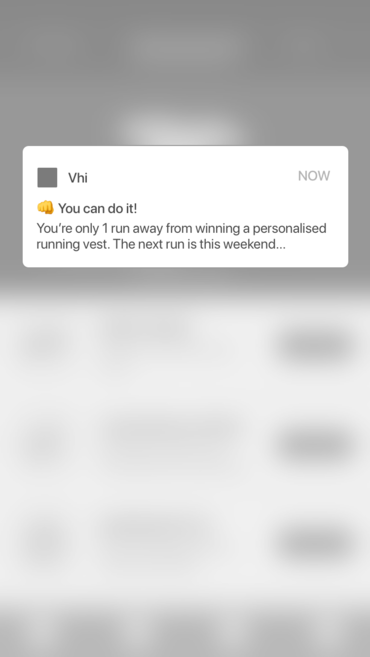 Vhi
NOW
👊 You can do it!
You're only 1 run away from winning a personalised
running vest. The next run is this weekend...